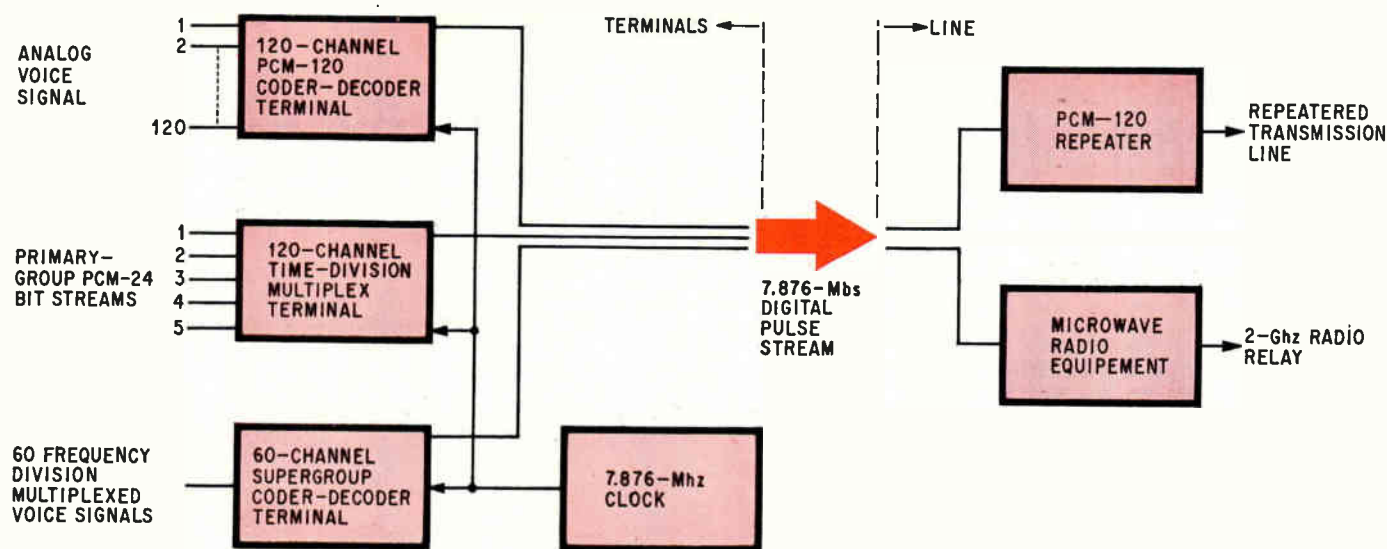 ANALOG
VOICE
SIGNAL
1
2
120
120-CHANNEL
PCM-120
CODER-DECODER
TERMINAL
TERMINALS
LINE
PCM-120
REPEATER
REPEATERED
TRANSMISSION
LINE
PRIMARY-
GROUP PCM-24
BIT STREAMS
1
2
3
4
5
120-CHANNEL
TIME-DIVISION
MULTIPLEX
TERMINAL
7.876-Mbs
DIGITAL
PULSE
STREAM
MICROWAVE
RADIO
EQUIPEMENT
2-Ghz RADIO
RELAY
60 FREQUENCY
DIVISION
MULTIPLEXED
VOICE SIGNALS
60-CHANNEL
SUPERGROUP
CODER-DECODER
TERMINAL
7.876-Mhz
CLOCK